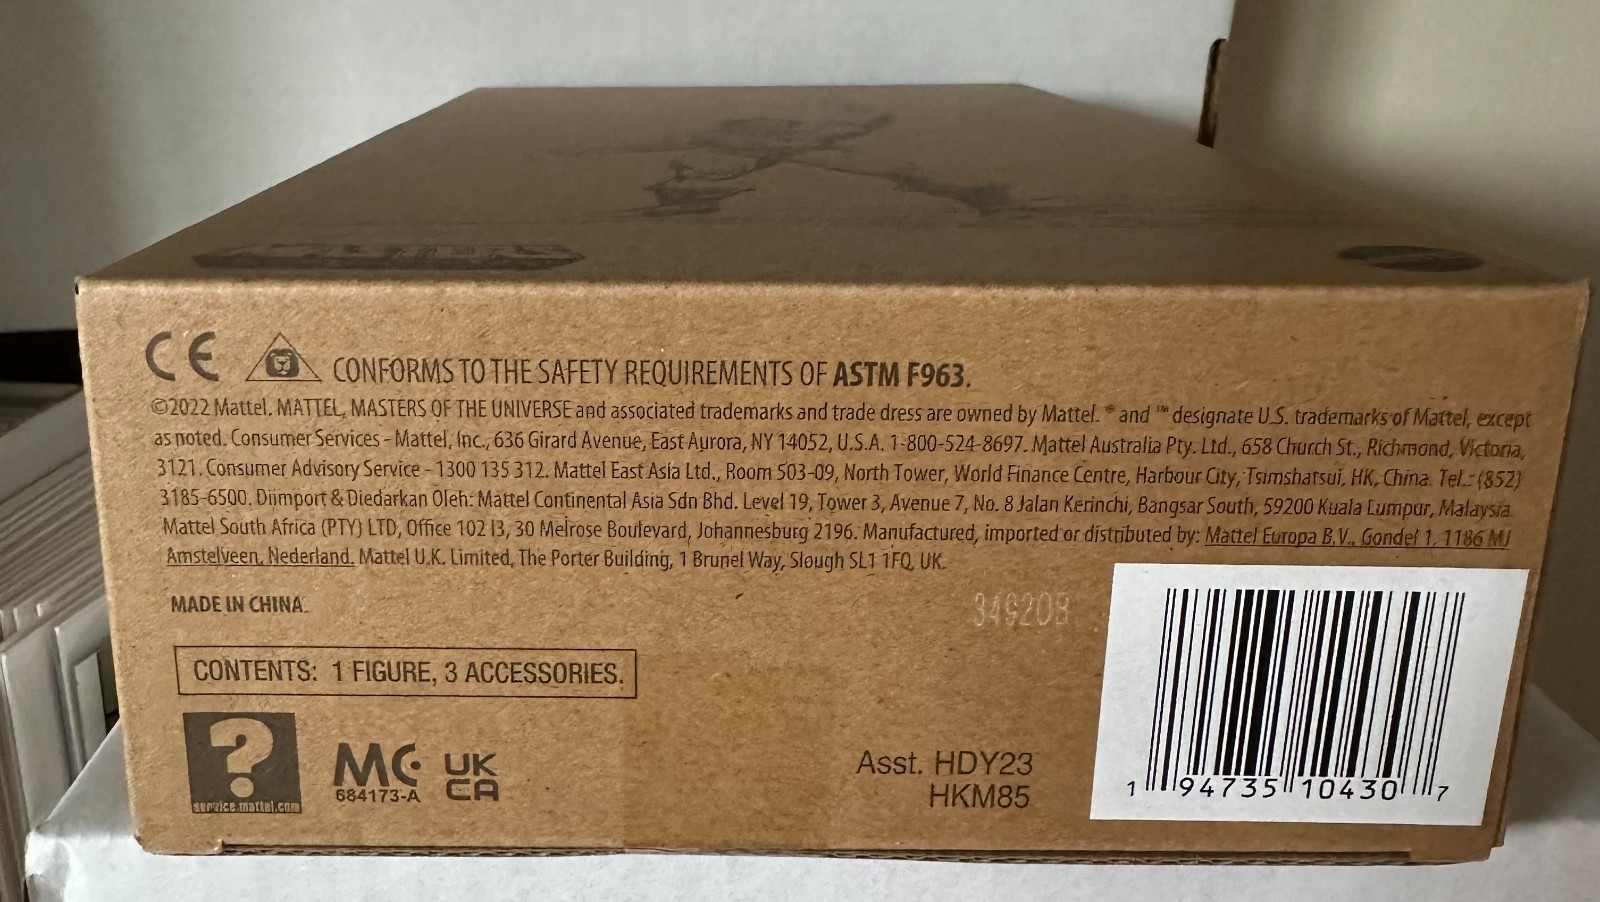 CE CONFORMS TO THE SAFETY REQUIREMENTS OF ASTM F963.
©2022 Mattel. MATTEL, MASTERS OF THE UNIVERSE and associated trademarks and trade dress are owned by Mattel. ® and ™ designate U.S. trademarks of Mattel, except
as noted. Consumer Services - Mattel, Inc., 636 Girard Avenue, East Aurora, NY 14052, U.S.A. 1-800-524-8697. Mattel Australia Pty. Ltd., 658 Church St., Richmond, Victoria,
3121. Consumer Advisory Service - 1300 135 312. Mattel East Asia Ltd., Room 503-09, North Tower, World Finance Centre, Harbour City, Tsimshatsui, HK, China. Tel.: (852)
3185-6500. Diimport & Diedarkan Oleh: Mattel Continental Asia Sdn Bhd. Level 19, Tower 3, Avenue 7, No. 8 Jalan Kerinchi, Bangsar South, 59200 Kuala Lumpur, Malaysia.
Mattel South Africa (PTY) LTD, Office 102 I3, 30 Melrose Boulevard, Johannesburg 2196. Manufactured, imported or distributed by: Mattel Europa B.V., Gondel 1, 1186 MJ
Amstelveen, Nederland. Mattel U.K. Limited, The Porter Building, 1 Brunel Way, Slough SL1 1FQ, UK.
MADE IN CHINA.
34920B
CONTENTS: 1 FIGURE, 3 ACCESSORIES.
service.mattel.com
MC
684173-A
UK
CA
Asst. HDY23
HKM85
1 94735 10430 7